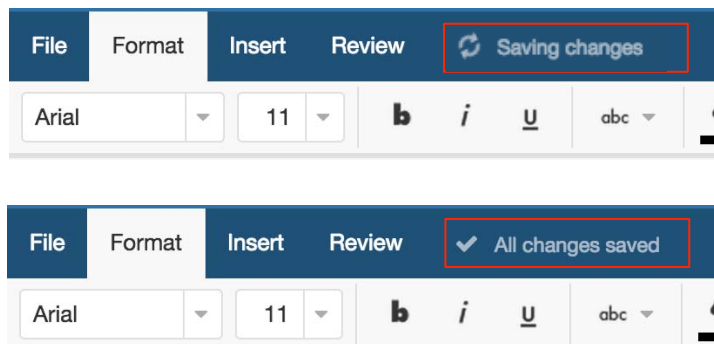 File Format Insert Review Saving changes
Arial 11 b i u abc
File Format Insert Review All changes saved
Arial 11 b i u abc